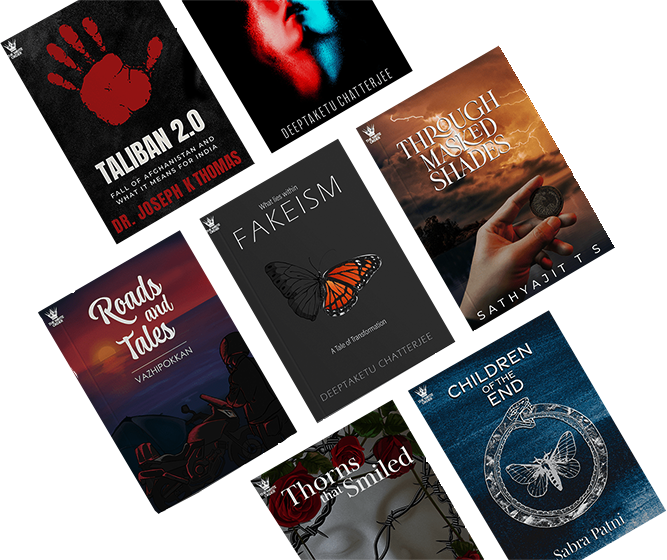 TALIBAN 2.0
FALL OF AFGHANISTAN AND
WHAT IT MEANS FOR INDIA
DR. JOSEPH K THOMAS
DEEPTAKETU CHATTERJEE
THROUGH
MASKED
SHADES
SATHYAJIT T S
Roads
and
Tales
VAZHIPOKKAN
What lies within
FAKEISM
A Tale of Transformation
DEEPTAKETU CHATTERJEE
CHILDREN
OF THE
END
Sabra Patni
Thorns
that Smiled